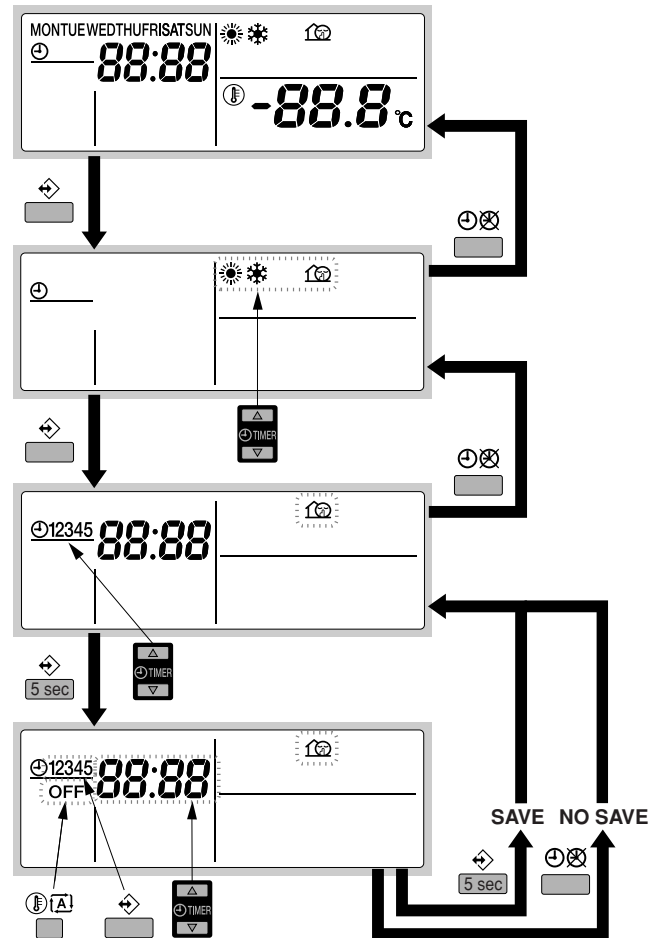 MONTUEWEDTHUFRISATSUN
88:88
-88.8 °C
TIMER
12345 88:88
5 sec
TIMER
12345 88:88
OFF
SAVE NO SAVE
5 sec
A
TIMER